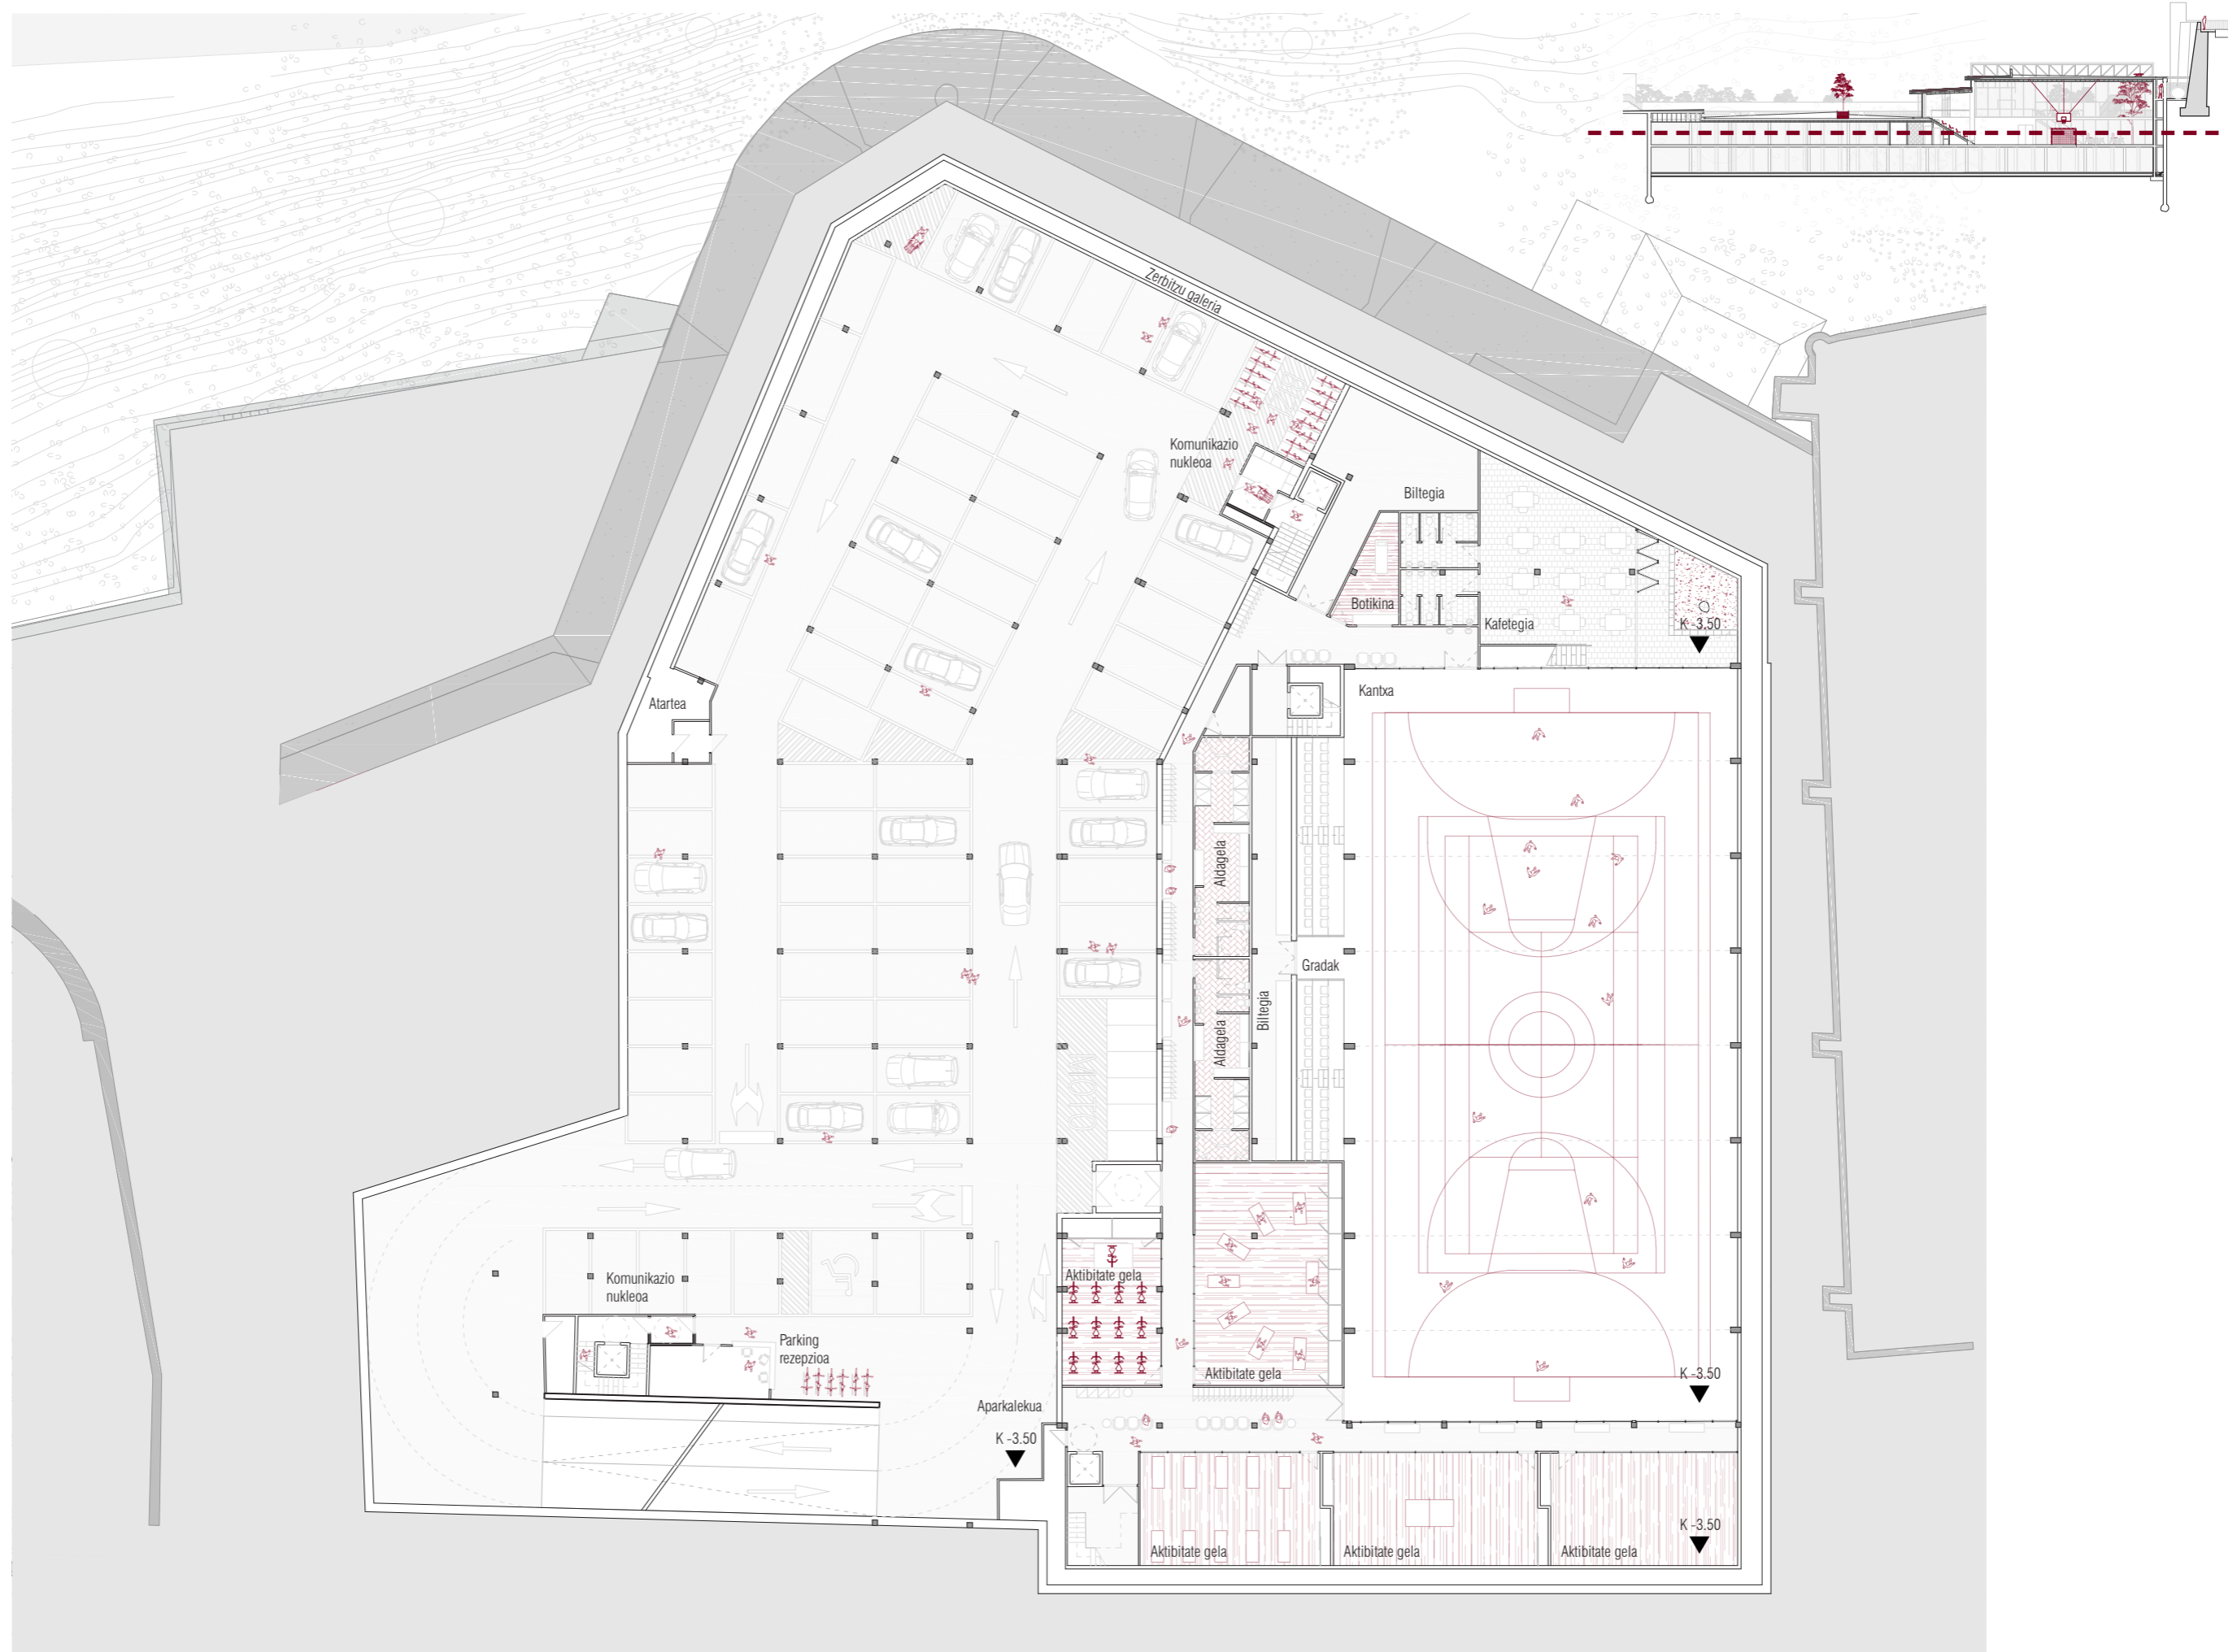 Zerbitzu galeria
Komunikazio
nukleoa
Biltegia
Botikina
Kafetegia
K -3.50
Atartea
Kantxa
Aldagela
Gradak
Biltegia
Aldagela
Aktibitate gela
Komunikazio
nukleoa
Parking
rezepzioa
Aktibitate gela
K -3.50
Aparkalekua
K -3.50
K -3.50
Aktibitate gela
Aktibitate gela
Aktibitate gela